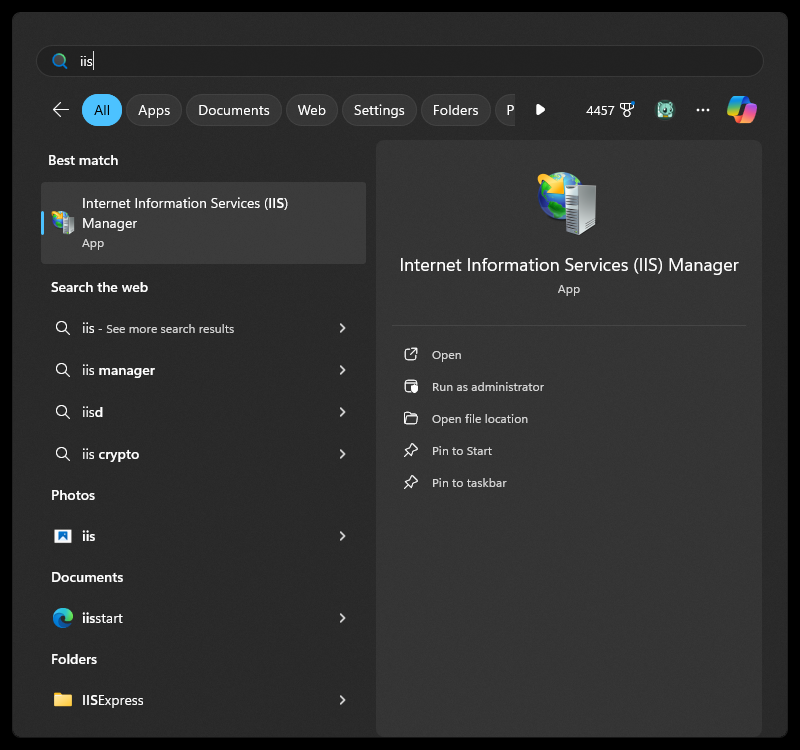 iis
All
Apps
Documents
Web
Settings
Folders
P
4457
Best match
Internet Information Services (IIS)
Manager
App
Search the web
iis - See more search results
iis manager
iisd
iis crypto
Photos
iis
Documents
iisstart
Folders
IISExpress
Internet Information Services (IIS) Manager
App
Open
Run as administrator
Open file location
Pin to Start
Pin to taskbar